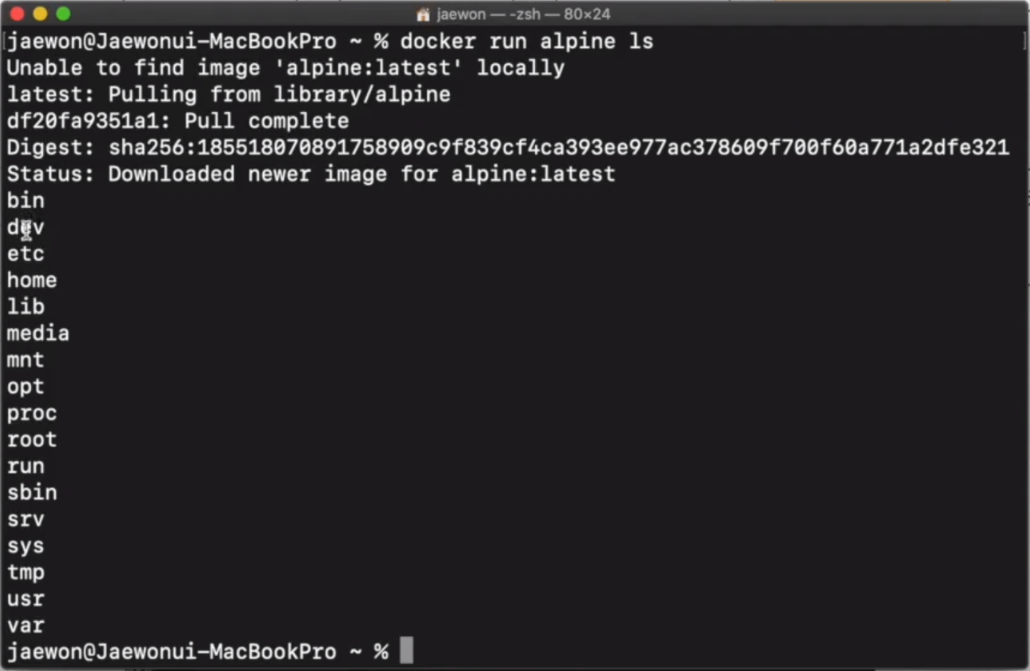 jaewon — -zsh — 80×24
jaewon@Jaewonui-MacBookPro ~ % docker run alpine ls
Unable to find image 'alpine:latest' locally
latest: Pulling from library/alpine
df20fa9351a1: Pull complete
Digest: sha256:185518070891758909c9f839cf4ca393ee977ac378609f700f60a771a2dfe321
Status: Downloaded newer image for alpine:latest
bin
dev
etc
home
lib
media
mnt
opt
proc
root
run
sbin
srv
sys
tmp
usr
var
jaewon@Jaewonui-MacBookPro ~ %